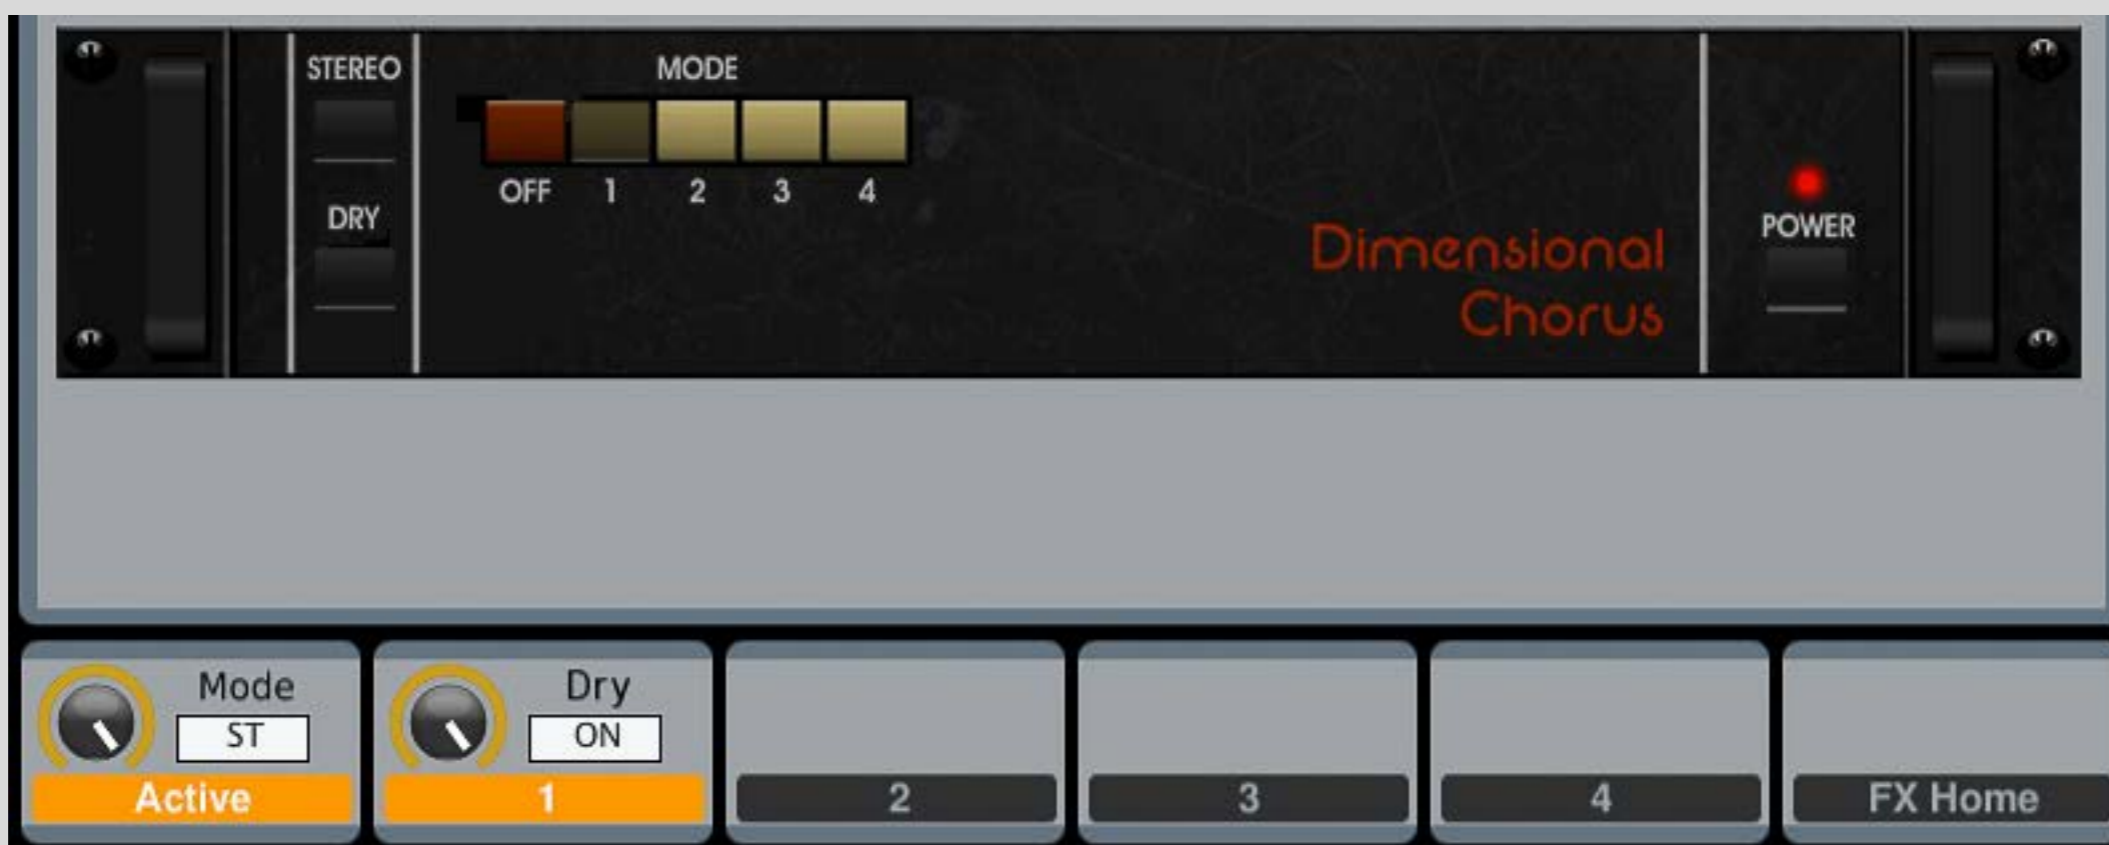 STEREO
MODE
OFF 1 2 3 4
DRY
POWER
Dimensional
Chorus
Mode
ST
Active
Dry
ON
1
2
3
4
FX Home